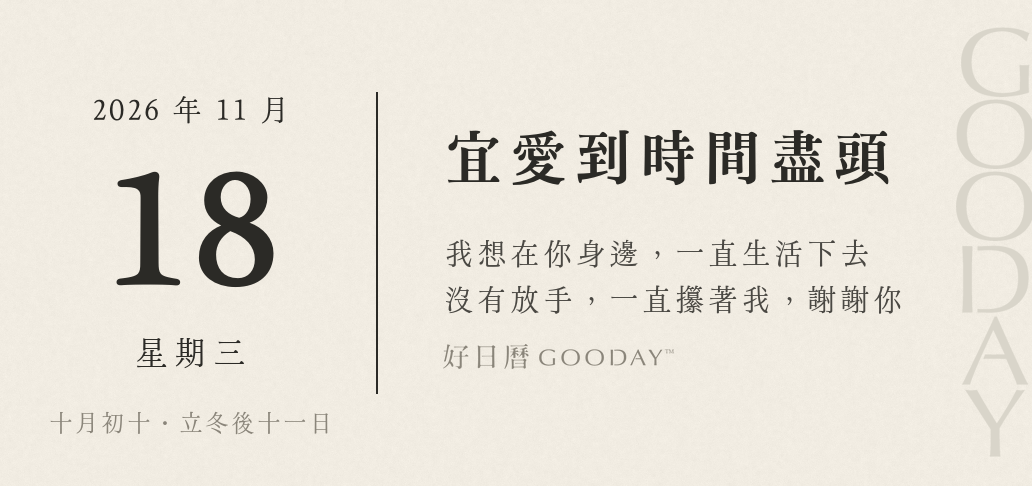 2026 年 11 月
18
星期三
十月初十・立冬後十一日
宜愛到時間盡頭
我想在你身邊，一直生活下去
沒有放手，一直攥著我，謝謝你
好日曆 GOODAY™
GOODAY